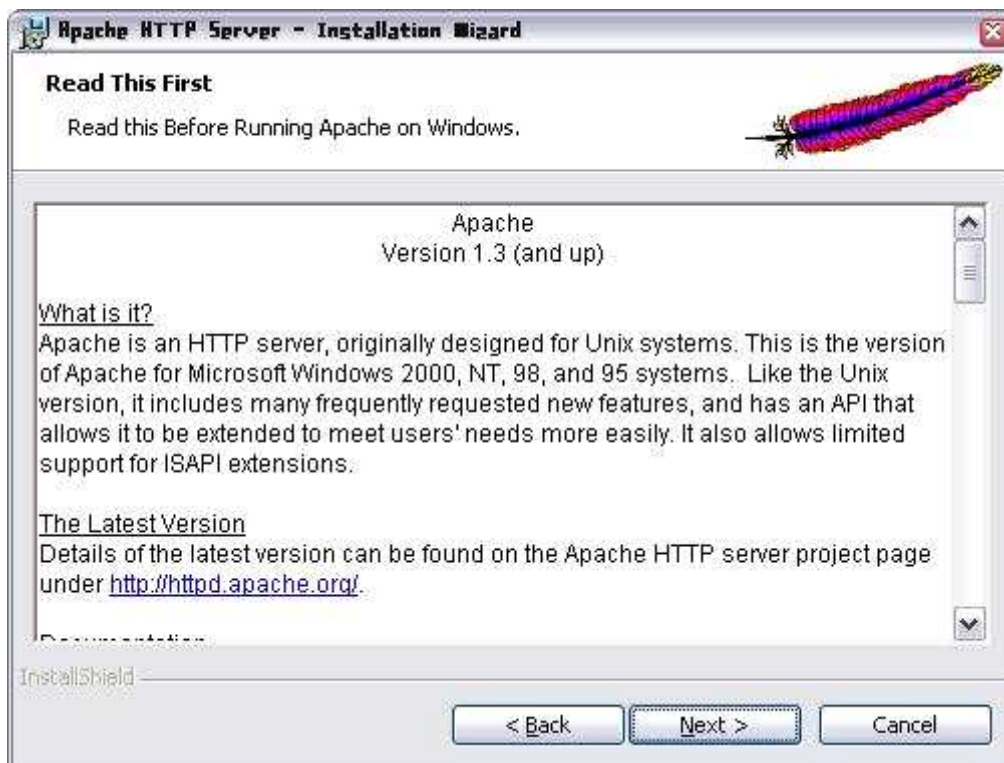 Apache HTTP Server - Installation Wizard
Read This First
Read this Before Running Apache on Windows.
Apache
Version 1.3 (and up)
What is it?
Apache is an HTTP server, originally designed for Unix systems. This is the version
of Apache for Microsoft Windows 2000, NT, 98, and 95 systems.  Like the Unix
version, it includes many frequently requested new features, and has an API that
allows it to be extended to meet users' needs more easily. It also allows limited
support for ISAPI extensions.
The Latest Version
Details of the latest version can be found on the Apache HTTP server project page
under http://httpd.apache.org/.
Documentation
InstallShield
< Back
Next >
Cancel